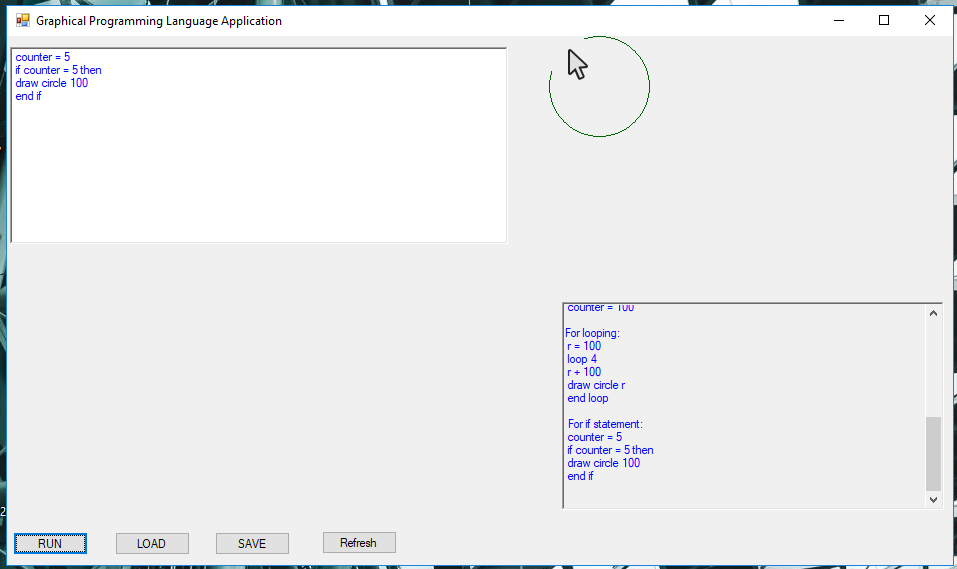 Graphical Programming Language Application
counter = 5
if counter = 5 then
draw circle 100
end if
counter = 100
For looping:
r = 100
loop 4
r + 100
draw circle r
end loop
For if statement:
counter = 5
if counter = 5 then
draw circle 100
end if
2
RUN
LOAD
SAVE
Refresh